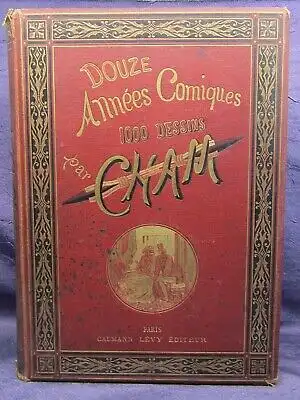 DOUZE
Années Comiques
1000 DESSINS
par
CHAM
PARIS
CALMANN LÉVY ÉDITEUR